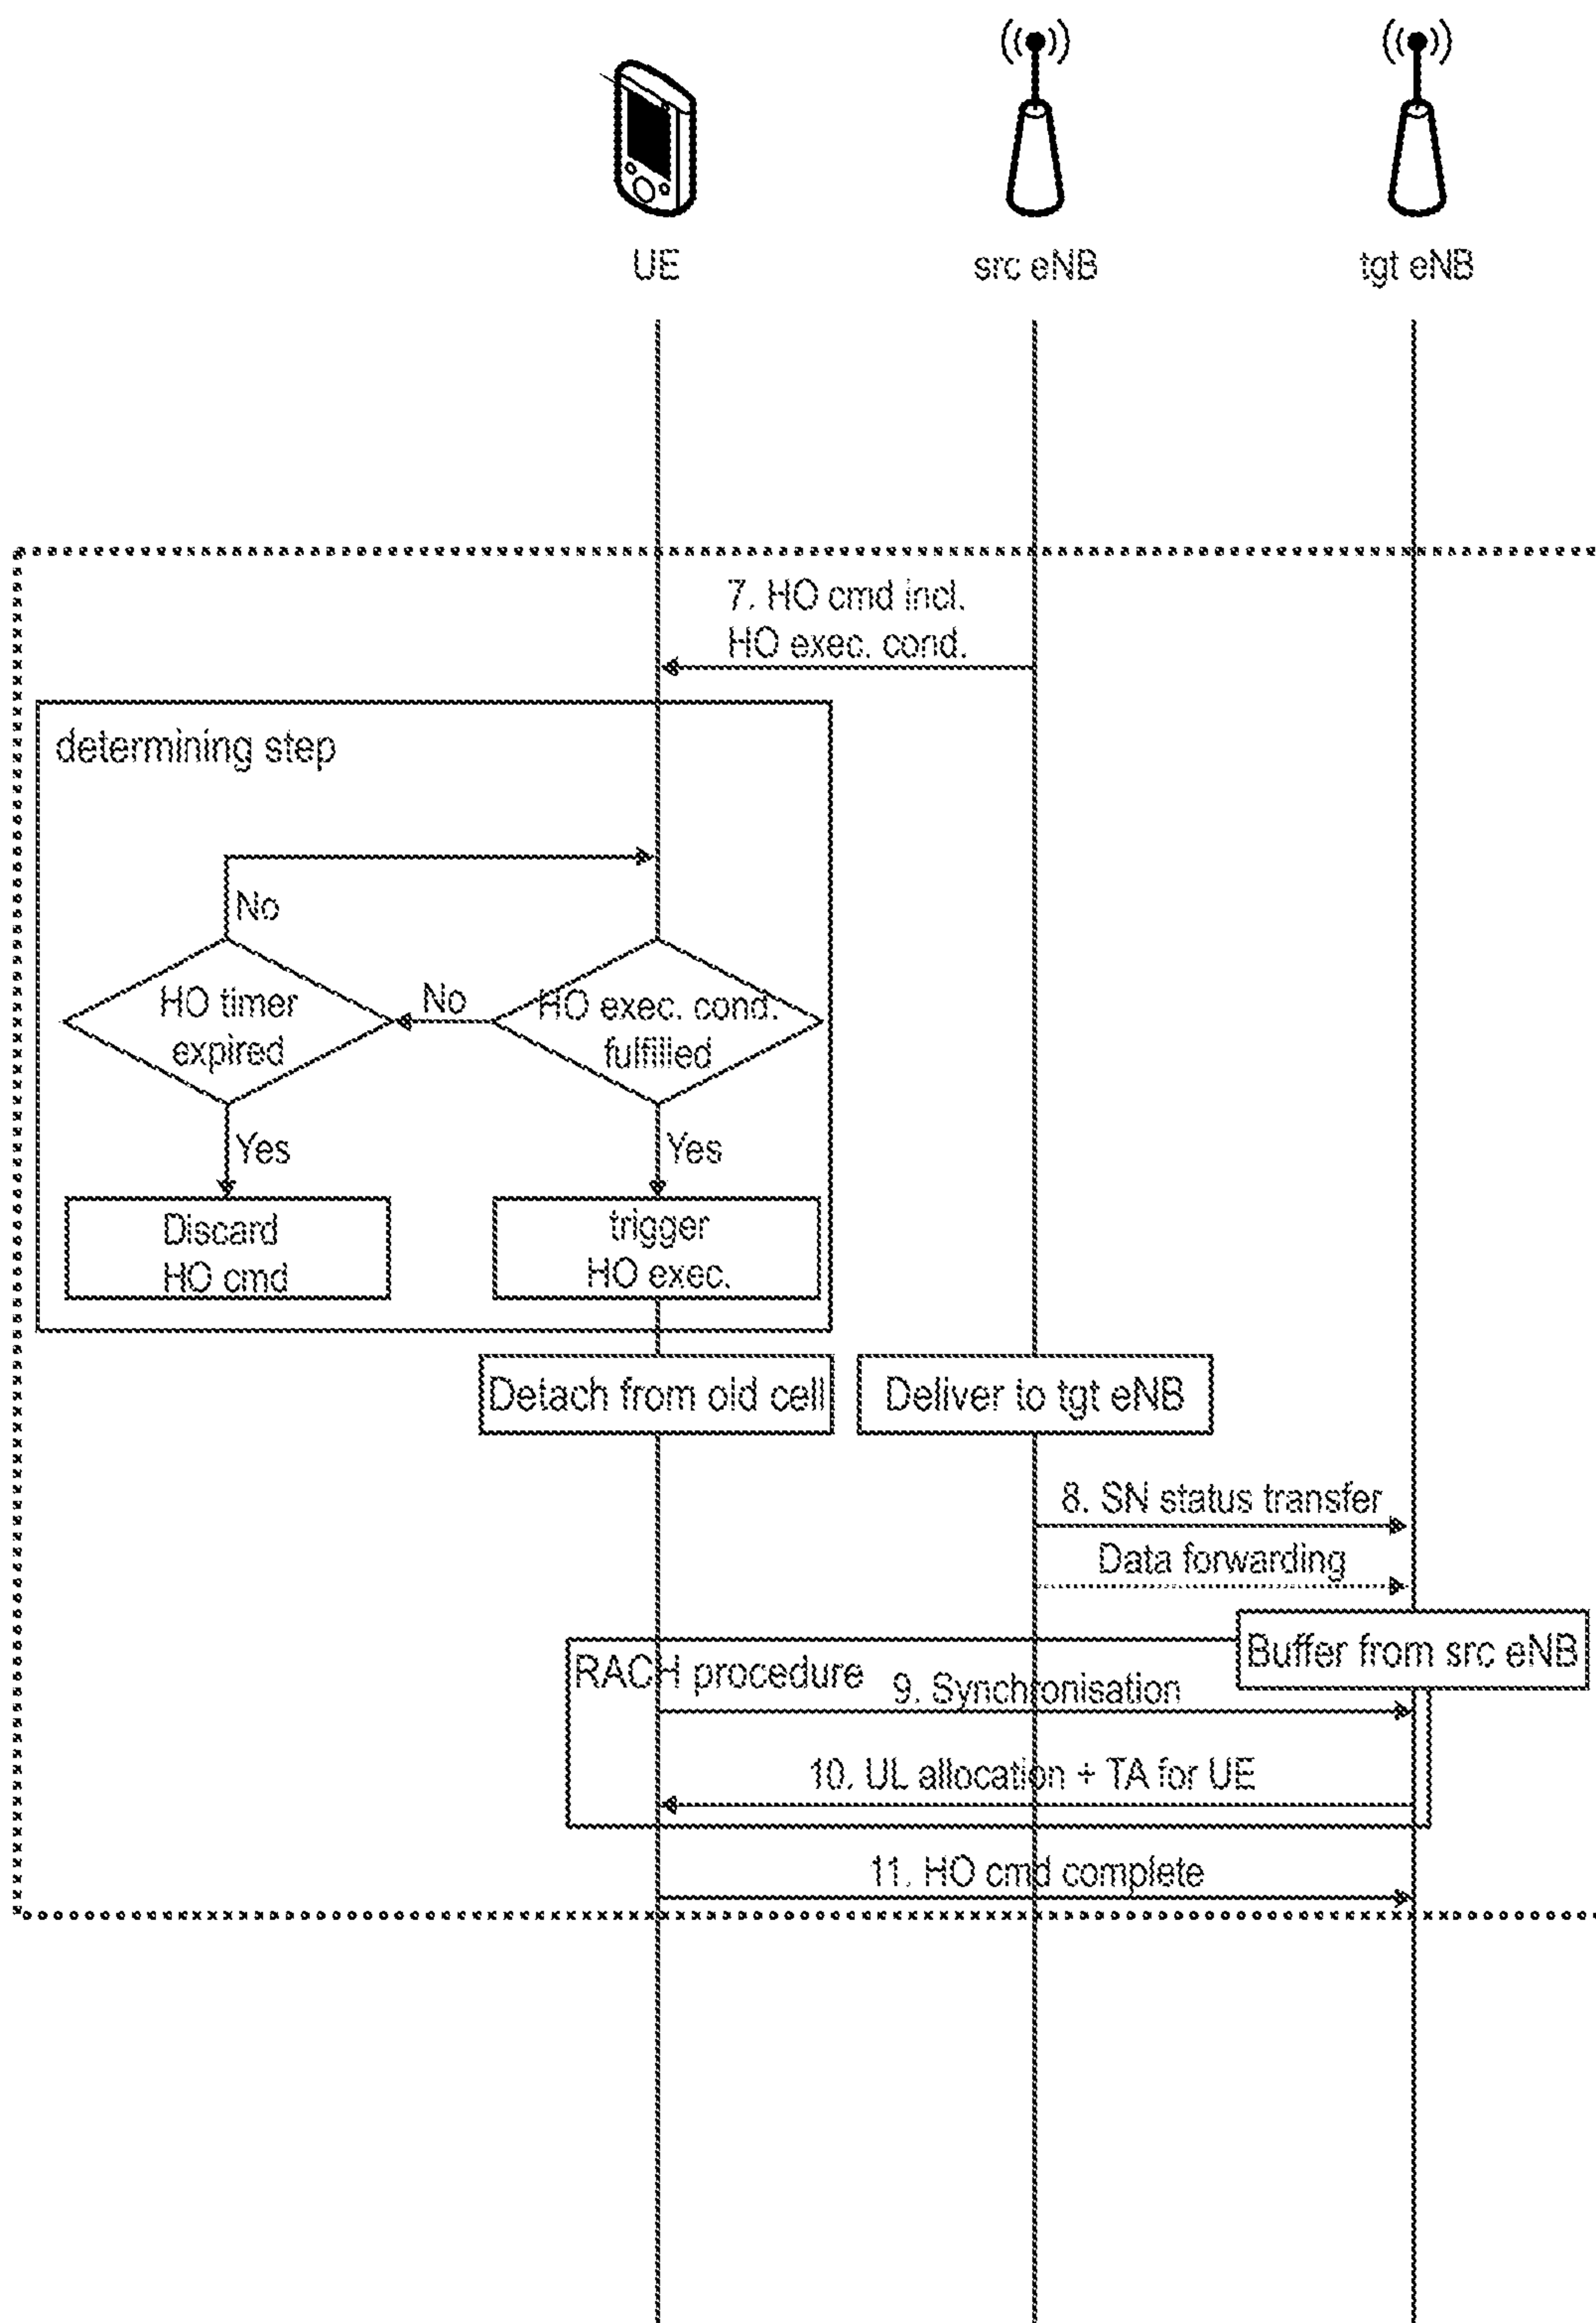 UE
src eNB
tgt eNB
7. HO cmd incl.
HO exec. cond.
determining step
No
HO timer
expired
No
HO exec. cond.
fulfilled
Yes
Yes
Discard
HO cmd
trigger
HO exec.
Detach from old cell
Deliver to tgt eNB
8. SN status transfer
Data forwarding
Buffer from src eNB
RACH procedure
9. Synchronisation
10. UL allocation + TA for UE
11. HO cmd complete